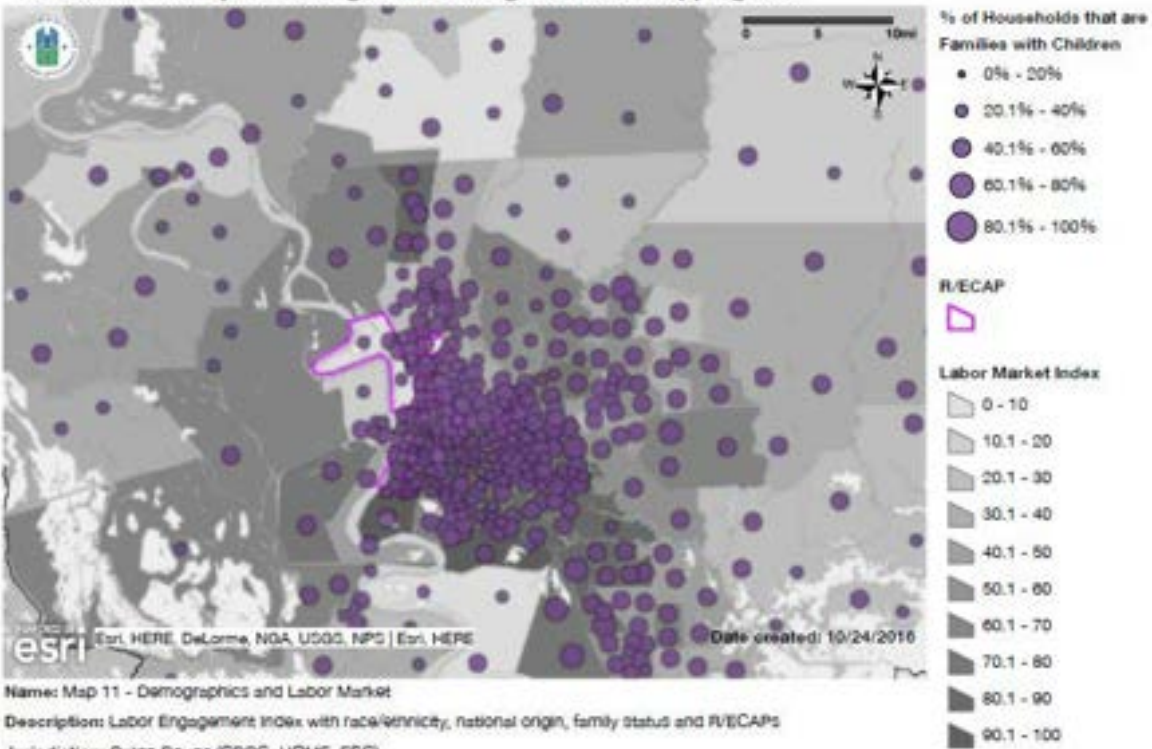 0 5 10mi
N
W E
S
% of Households that are
Families with Children
0% - 20%
20.1% - 40%
40.1% - 60%
60.1% - 80%
80.1% - 100%
R/ECAP
Labor Market Index
0 - 10
10.1 - 20
20.1 - 30
30.1 - 40
40.1 - 50
50.1 - 60
60.1 - 70
70.1 - 80
80.1 - 90
90.1 - 100
esri
Esri, HERE, DeLorme, NGA, USGS, NPS | Esri, HERE
Date created: 10/24/2016
Name: Map 11 - Demographics and Labor Market
Description: Labor Engagement Index with race/ethnicity, national origin, family status and R/ECAPs